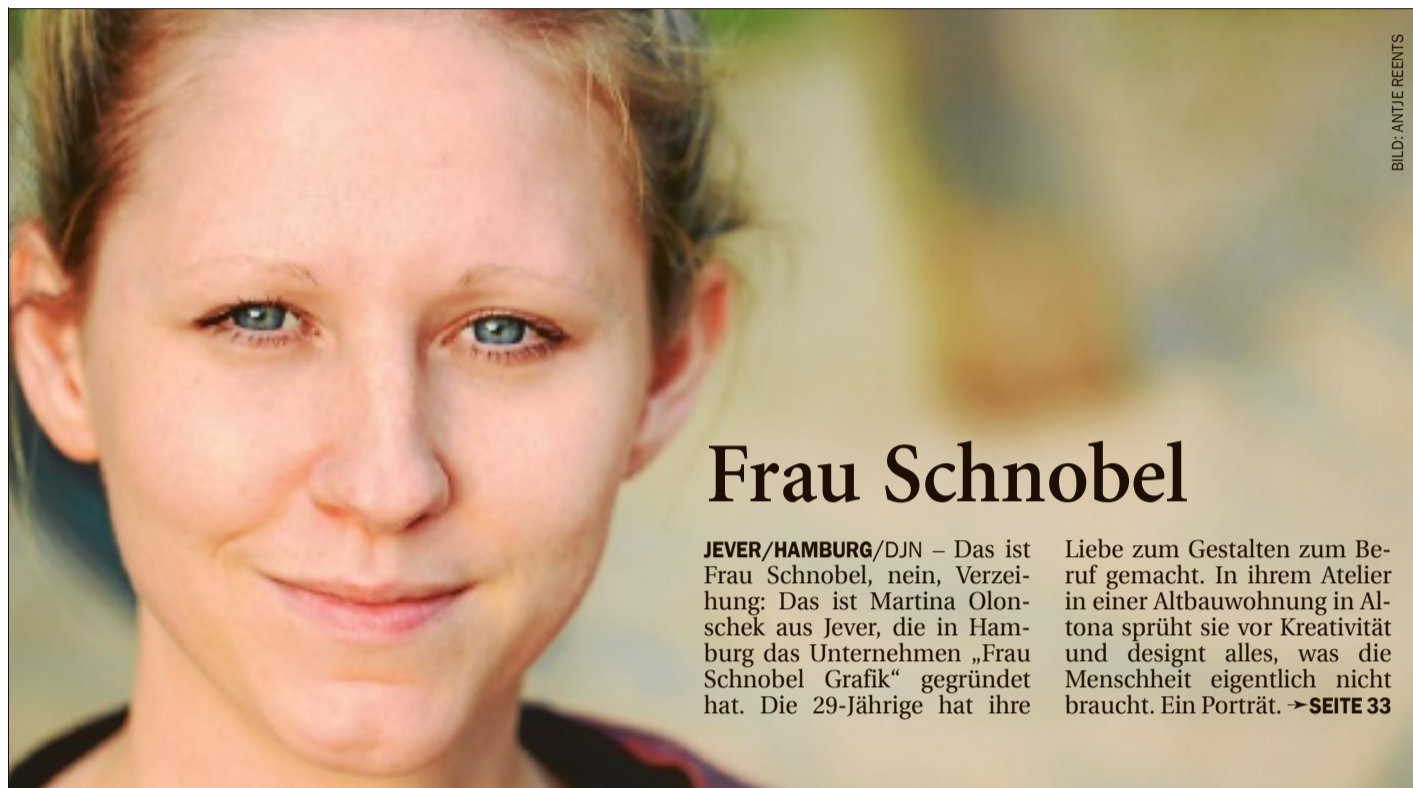 BILD: ANTJE REENTS
Frau Schnobel
JEVER/HAMBURG/DJN – Das ist
Frau Schnobel, nein, Verzei-
hung: Das ist Martina Olon-
schek aus Jever, die in Ham-
burg das Unternehmen „Frau
Schnobel Grafik“ gegründet
hat. Die 29-Jährige hat ihre
Liebe zum Gestalten zum Be-
ruf gemacht. In ihrem Atelier
in einer Altbauwohnung in Al-
tona sprüht sie vor Kreativität
und designt alles, was die
Menschheit eigentlich nicht
braucht. Ein Porträt. ➛SEITE 33